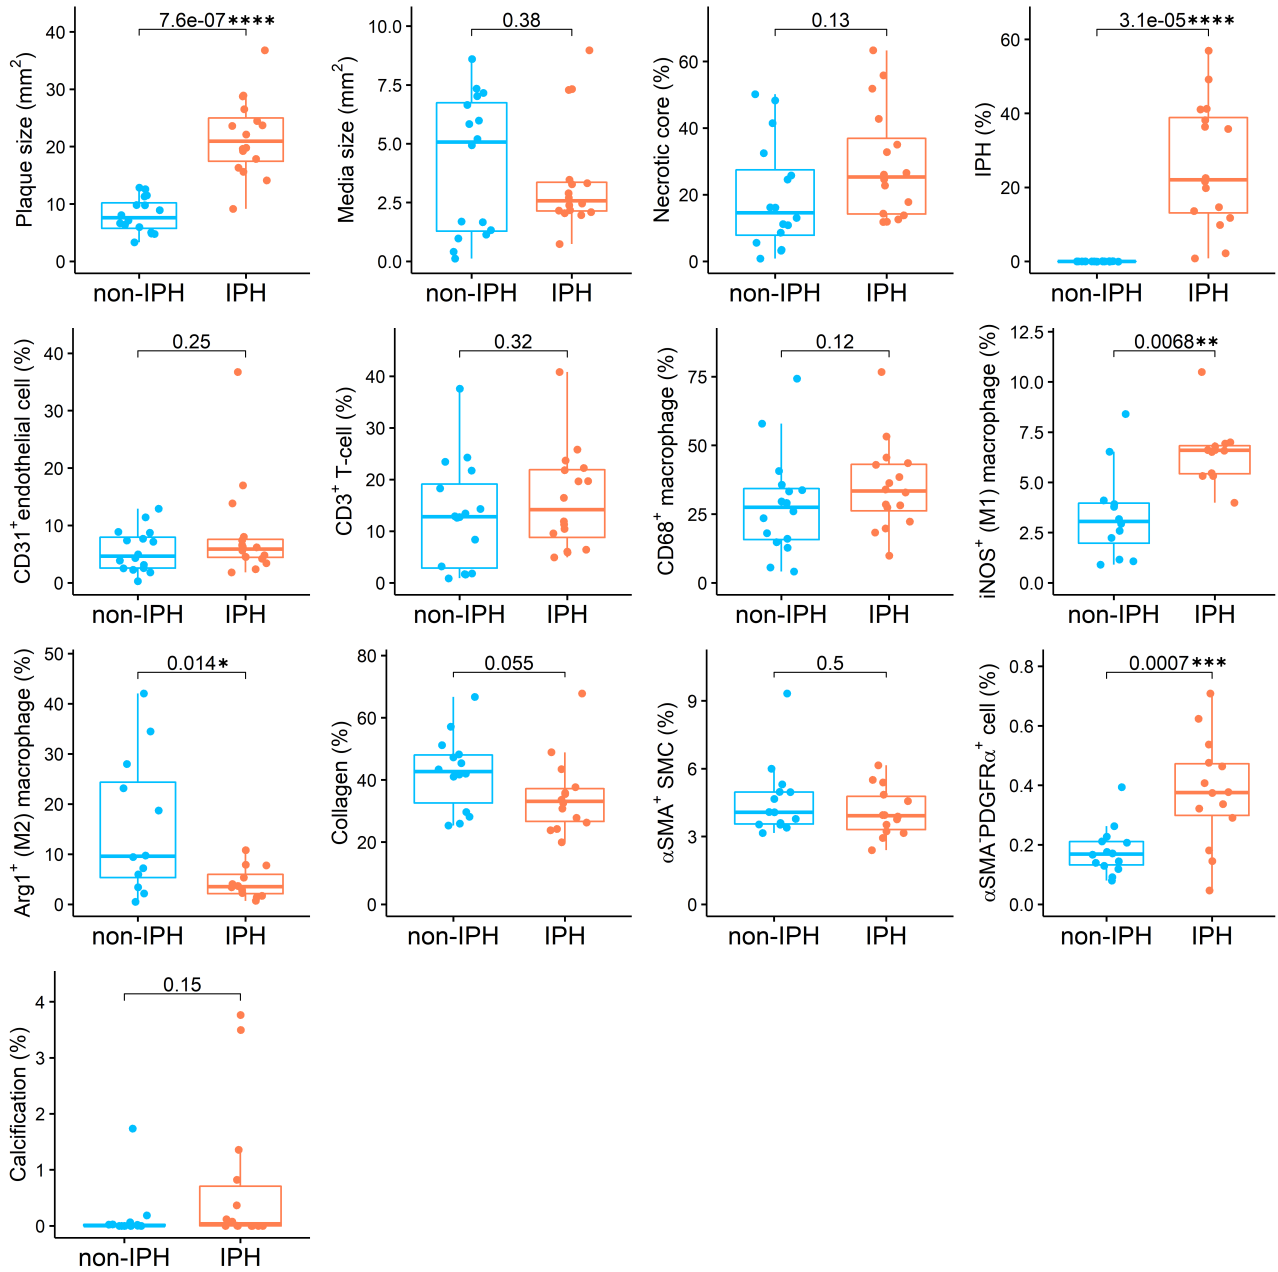 7.6e-07****
Plaque size (mm²)
40
30
20
10
0
non-IPH IPH
0.38
Media size (mm²)
10.0
7.5
5.0
2.5
0.0
non-IPH IPH
0.13
Necrotic core (%)
60
40
20
0
non-IPH IPH
3.1e-05****
IPH (%)
60
40
20
0
non-IPH IPH
0.25
CD31⁺endothelial cell (%)
40
30
20
10
0
non-IPH IPH
0.32
CD3⁺ T-cell (%)
40
30
20
10
0
non-IPH IPH
0.12
CD68⁺ macrophage (%)
75
50
25
0
non-IPH IPH
0.0068**
iNOS⁺ (M1) macrophage (%)
12.5
10.0
7.5
5.0
2.5
0.0
non-IPH IPH
0.014*
Arg1⁺ (M2) macrophage (%)
50
40
30
20
10
0
non-IPH IPH
0.055
Collagen (%)
80
60
40
20
0
non-IPH IPH
0.5
αSMA⁺ SMC (%)
9
6
3
0
non-IPH IPH
0.0007***
αSMA⁻PDGFRα⁺ cell (%)
0.8
0.6
0.4
0.2
0.0
non-IPH IPH
0.15
Calcification (%)
4
3
2
1
0
non-IPH IPH